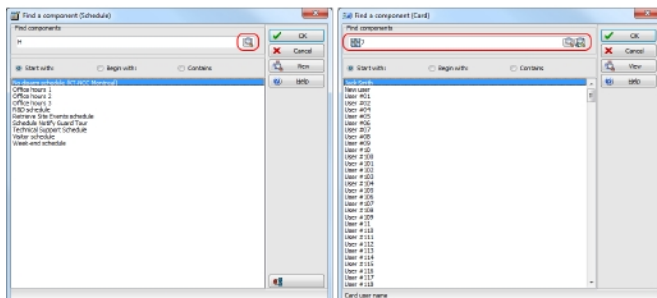 Find a component (Schedule)
Find components
OK
Cancel
Start with:
Begin with:
Contains
View
Help
No alarm schedule (KT-NCC Montreal)
Office hours 1
Office hours 2
Office hours 3
R&D schedule
Retrieve Site Events schedule
Schedule Notify Guard Tour
Technical Support Schedule
Visitor schedule
Week-end schedule
Find a component (Card)
Find components
OK
Cancel
Start with:
Begin with:
Contains
View
Help
Jack Smith
New user
User #01
User #02
User #04
User #05
User #06
User #07
User #08
User #09
User #10
User #100
User #101
User #102
User #103
User #104
User #105
User #106
User #107
User #108
User #109
User #11
User #110
User #111
User #112
User #113
User #114
User #115
User #116
User #117
User #118
Card user name